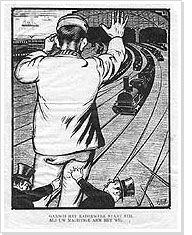 GANSCH HET RADERWERK STAAT STIL
ALS UW MACHTIGE ARM HET WIL.